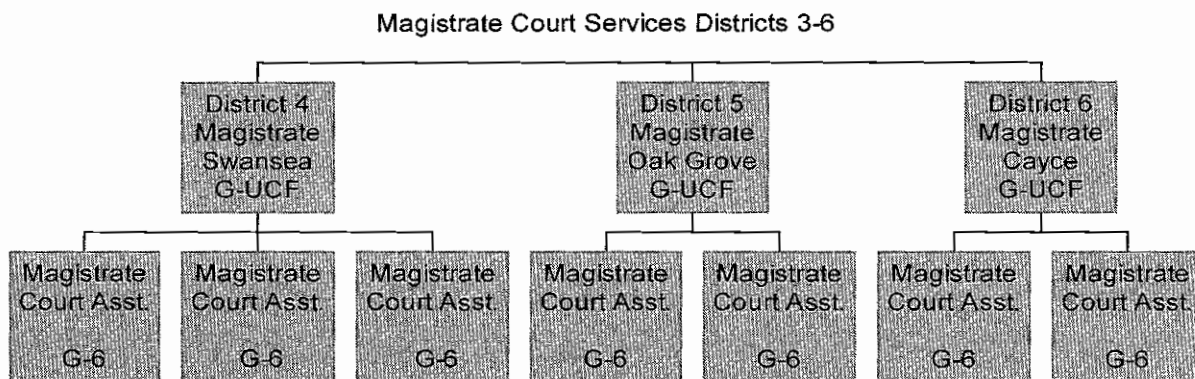 Magistrate Court Services Districts 3-6
District 4
Magistrate
Swansea
G-UCF
District 5
Magistrate
Oak Grove
G-UCF
District 6
Magistrate
Cayce
G-UCF
Magistrate
Court Asst.
G-6
Magistrate
Court Asst.
G-6
Magistrate
Court Asst.
G-6
Magistrate
Court Asst.
G-6
Magistrate
Court Asst.
G-6
Magistrate
Court Asst.
G-6
Magistrate
Court Asst.
G-6